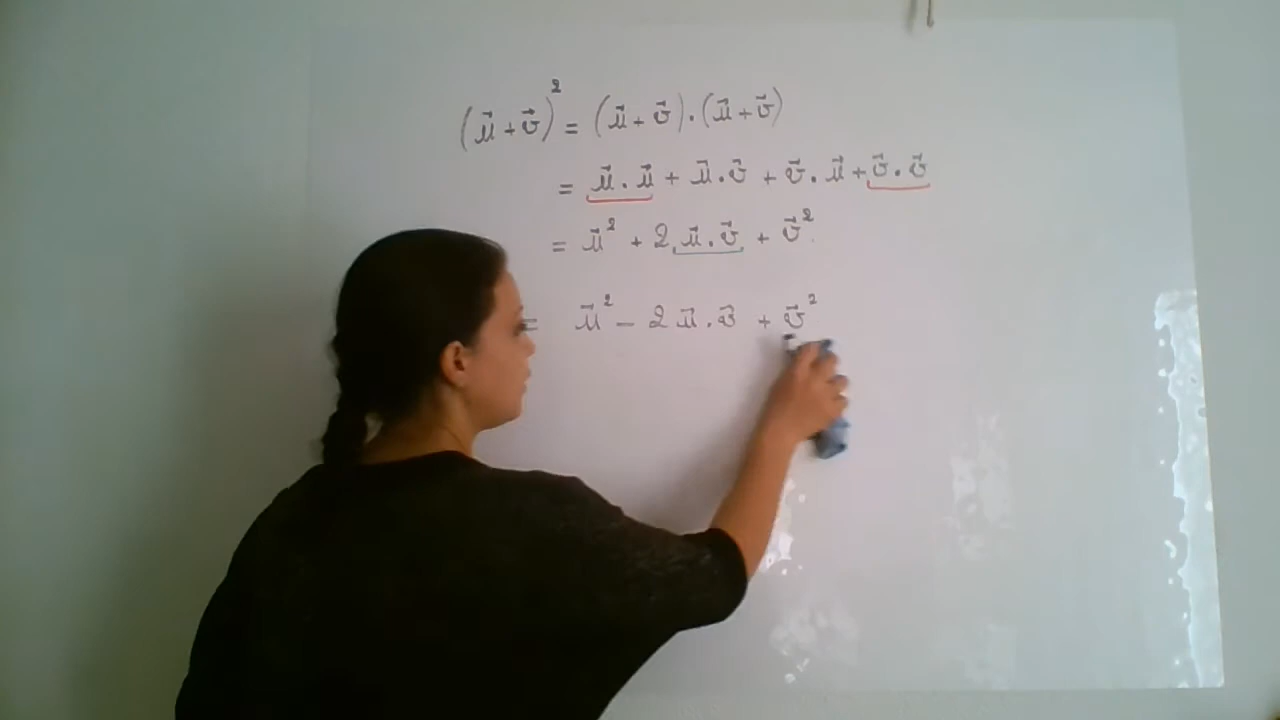 (u⃗ + v⃗)² = (u⃗ + v⃗) . (u⃗ + v⃗)
= u⃗ . u⃗ + u⃗ . v⃗ + v⃗ . u⃗ + v⃗ . v⃗
= u⃗² + 2 u⃗ . v⃗ + v⃗²
= u⃗² - 2 u⃗ . v⃗ + v⃗²